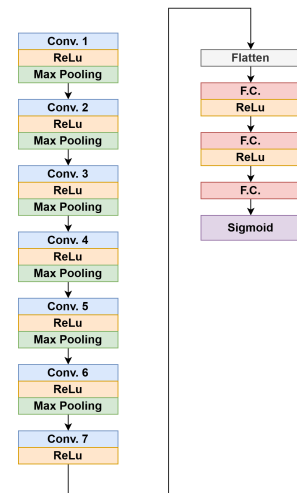 Conv. 1
ReLu
Max Pooling
Conv. 2
ReLu
Max Pooling
Conv. 3
ReLu
Max Pooling
Conv. 4
ReLu
Max Pooling
Conv. 5
ReLu
Max Pooling
Conv. 6
ReLu
Max Pooling
Conv. 7
ReLu
Flatten
F.C.
ReLu
F.C.
ReLu
F.C.
Sigmoid